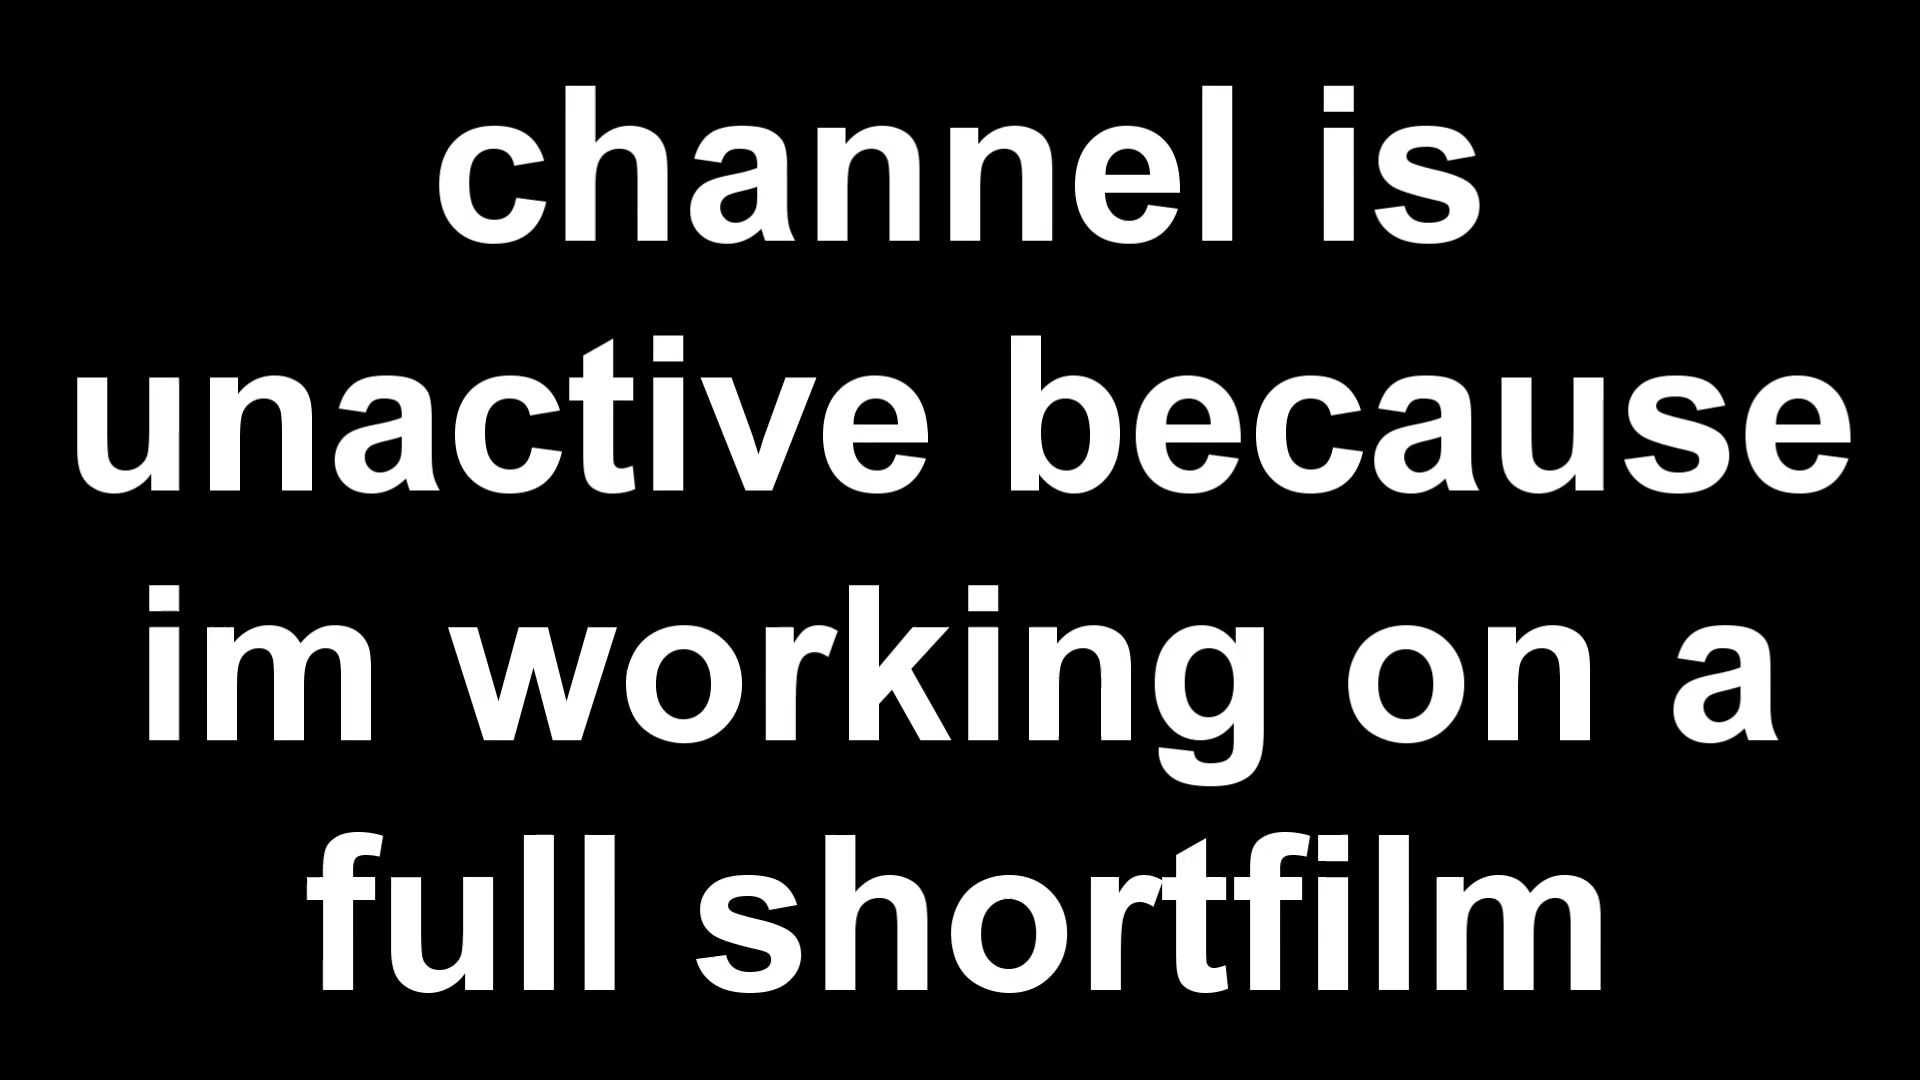 channel is
unactive because
im working on a
full shortfilm